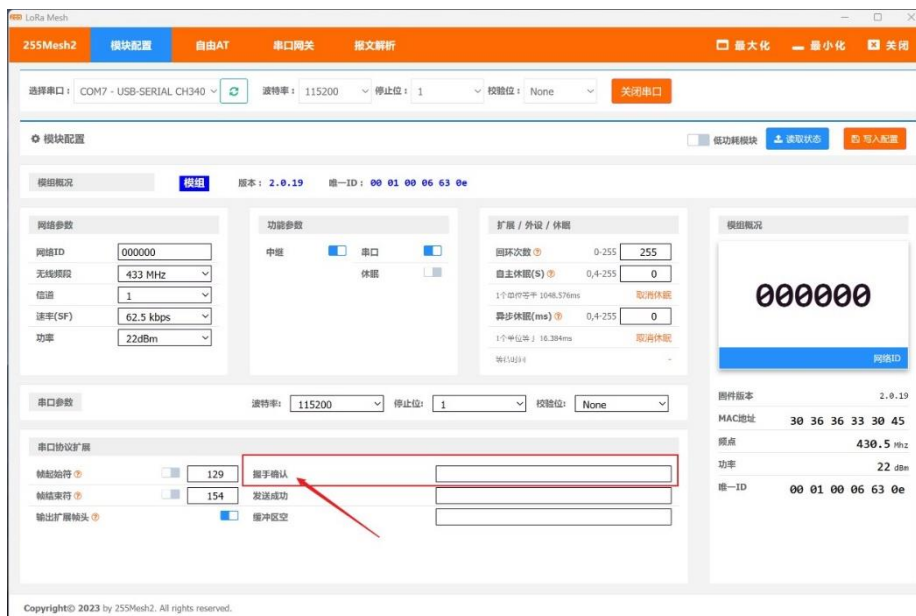 LoRa Mesh
255Mesh2 模块配置 自由AT 串口网关 报文解析 最大化 最小化 关闭
选择串口： COM7 - USB-SERIAL CH340 波特率： 115200 停止位： 1 校验位： None 关闭串口
模块配置 低功耗模块 读取状态 写入配置
模组概况 模组 版本： 2.0.19 唯一ID： 00 01 00 06 63 0e
网络参数
网络ID 000000
无线频段 433 MHz
信道 1
速率(SF) 62.5 kbps
功率 22dBm
功能参数
中继 串口
休眠
扩展 / 外设 / 休眠
回环次数 0-255 255
自主休眠(S) 0,4-255 0
1个单位等于 1048.576ms 取消休眠
异步休眠(ms) 0,4-255 0
1个单位等于 16.384ms 取消休眠
-
模组概况
000000
网络ID
固件版本 2.0.19
MAC地址 30 36 36 33 30 45
频点 430.5 Mhz
功率 22 dBm
唯一ID 00 01 00 06 63 0e
串口参数 波特率: 115200 停止位: 1 校验位: None
串口协议扩展
帧起始符 129 握手确认
帧结束符 154 发送成功
输出扩展帧头 缓冲区空
Copyright© 2023 by 255Mesh2. All rights reserved.